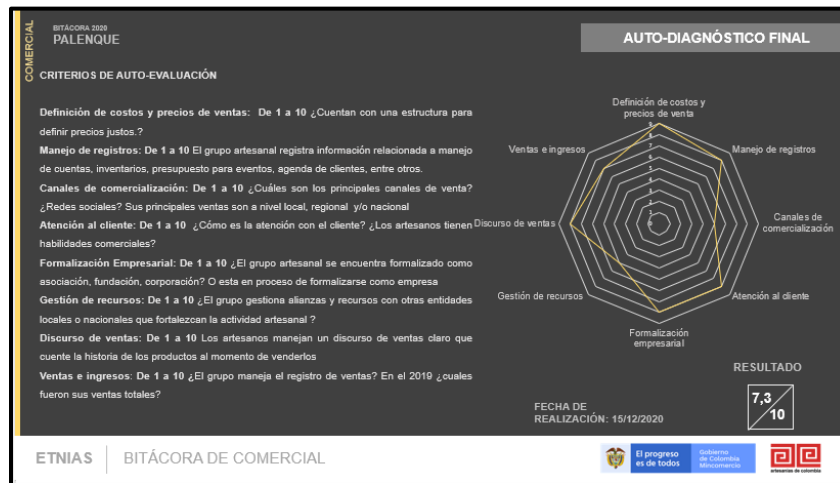 COMERCIAL
BITÁCORA 2020
PALENQUE
AUTO-DIAGNÓSTICO FINAL
CRITERIOS DE AUTO-EVALUACIÓN
Definición de costos y precios de ventas: De 1 a 10 ¿Cuentan con una estructura para
definir precios justos.?
Manejo de registros: De 1 a 10 El grupo artesanal registra información relacionada a manejo
de cuentas, inventarios, presupuesto para eventos, agenda de clientes, entre otros.
Canales de comercialización: De 1 a 10 ¿Cuáles son los principales canales de venta?
¿Redes sociales? Sus principales ventas son a nivel local, regional y/o nacional
Atención al cliente: De 1 a 10 ¿Cómo es la atención con el cliente? ¿Los artesanos tienen
habilidades comerciales?
Formalización Empresarial: De 1 a 10 ¿El grupo artesanal se encuentra formalizado como
asociación, fundación, corporación? O esta en proceso de formalizarse como empresa
Gestión de recursos: De 1 a 10 ¿El grupo gestiona alianzas y recursos con otras entidades
locales o nacionales que fortalezcan la actividad artesanal ?
Discurso de ventas: De 1 a 10 Los artesanos manejan un discurso de ventas claro que
cuente la historia de los productos al momento de venderlos
Ventas e ingresos: De 1 a 10 ¿El grupo maneja el registro de ventas? En el 2019 ¿cuales
fueron sus ventas totales?
Definición de costos y
precios de venta
Manejo de registros
Canales de
comercialización
Atención al cliente
Formalización
empresarial
Gestión de recursos
Discurso de ventas
Ventas e ingresos
9
8
7
6
5
4
3
2
1
0
RESULTADO
7,3
10
FECHA DE
REALIZACIÓN: 15/12/2020
ETNIAS
BITÁCORA DE COMERCIAL
El progreso
es de todos
Gobierno
de Colombia
Mincomercio
artesanías de colombia